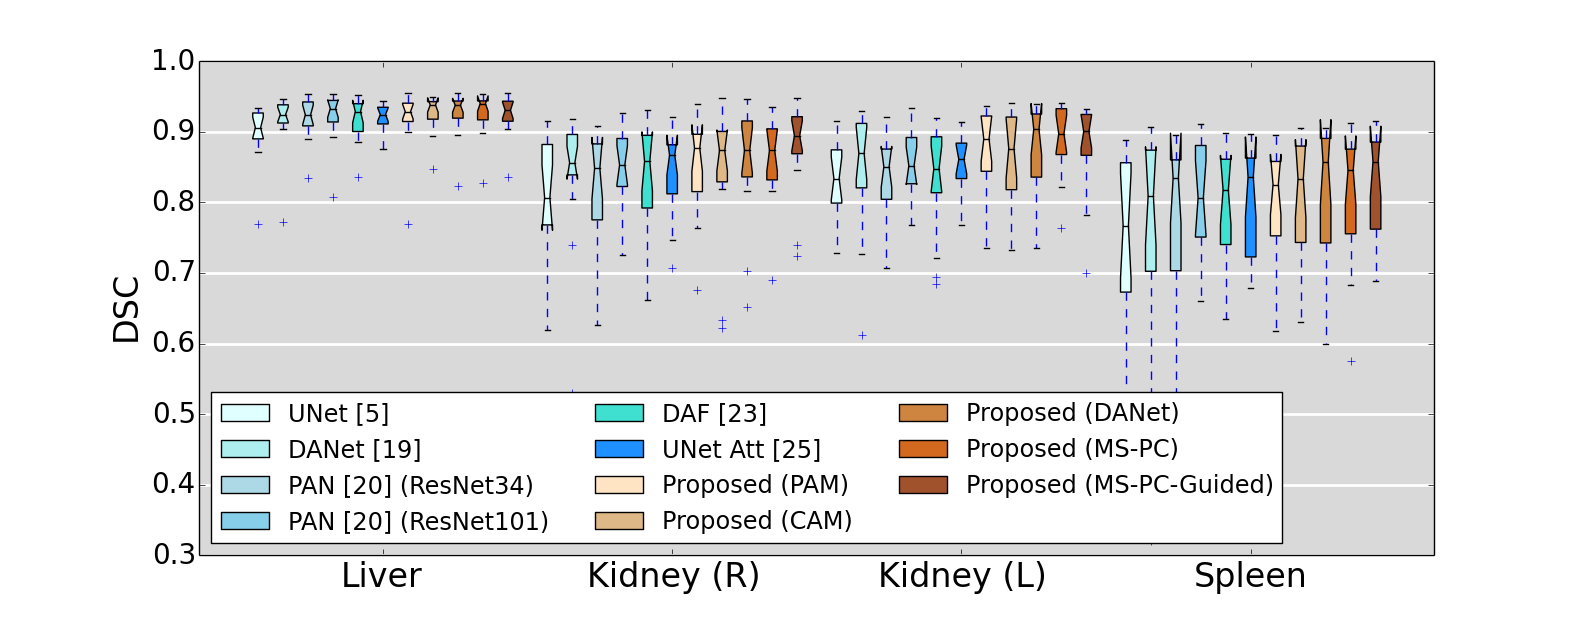 1.0
0.9
0.8
0.7
0.6
0.5
0.4
0.3
DSC
UNet [5]
DANet [19]
PAN [20] (ResNet34)
PAN [20] (ResNet101)
DAF [23]
UNet Att [25]
Proposed (PAM)
Proposed (CAM)
Proposed (DANet)
Proposed (MS-PC)
Proposed (MS-PC-Guided)
Liver
Kidney (R)
Kidney (L)
Spleen